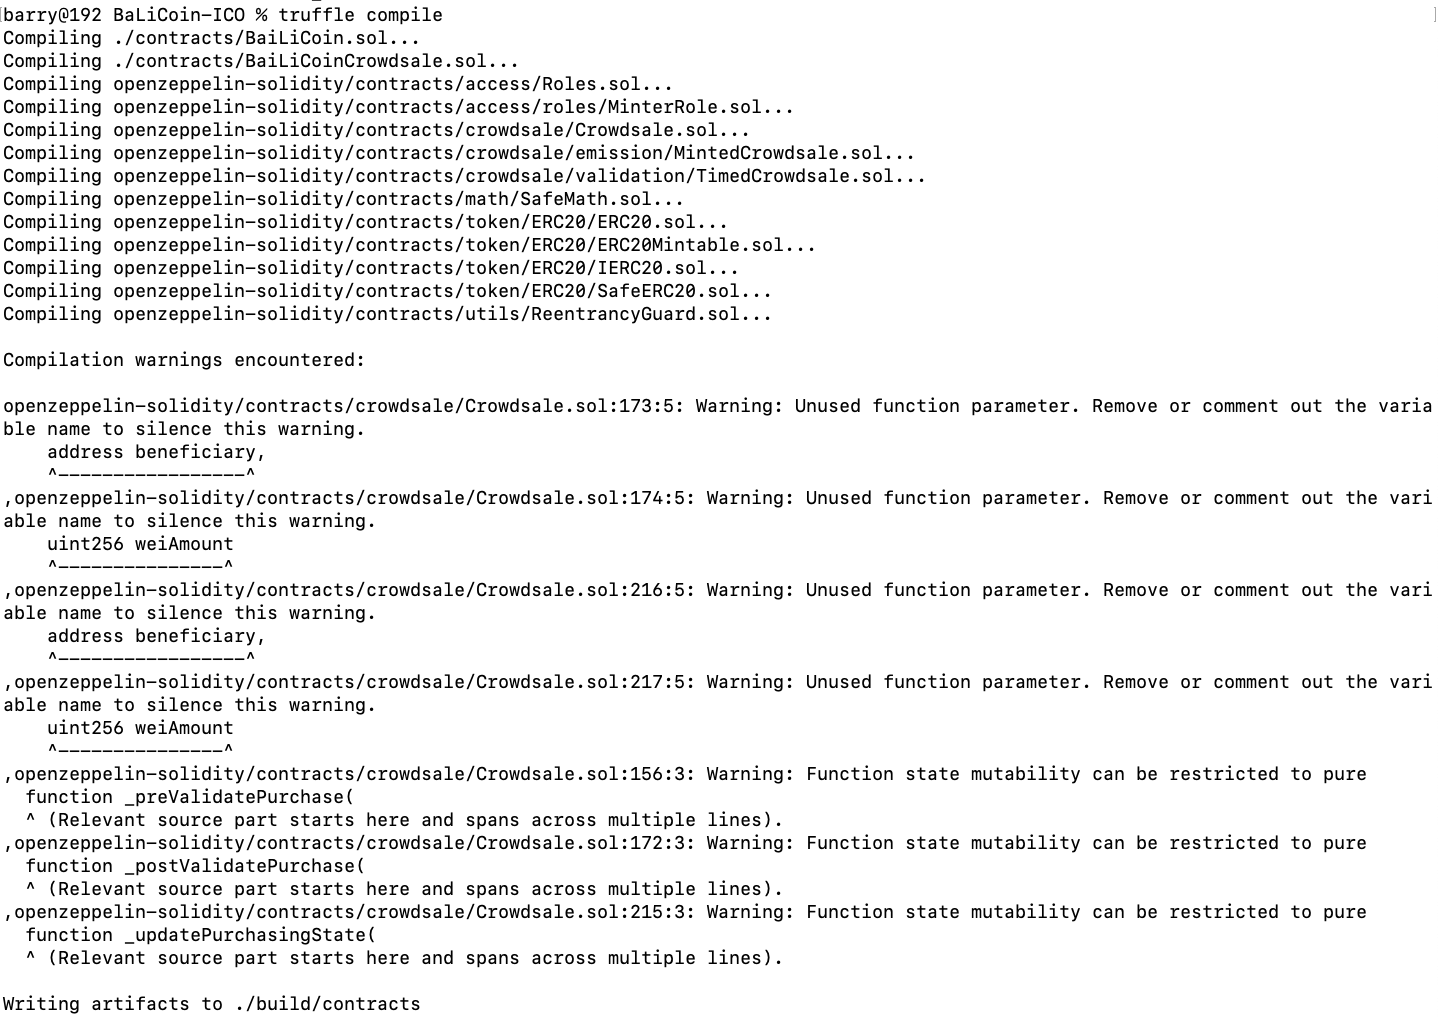 barry@192 BaLiCoin-ICO % truffle compile
Compiling ./contracts/BaiLiCoin.sol...
Compiling ./contracts/BaiLiCoinCrowdsale.sol...
Compiling openzeppelin-solidity/contracts/access/Roles.sol...
Compiling openzeppelin-solidity/contracts/access/roles/MinterRole.sol...
Compiling openzeppelin-solidity/contracts/crowdsale/Crowdsale.sol...
Compiling openzeppelin-solidity/contracts/crowdsale/emission/MintedCrowdsale.sol...
Compiling openzeppelin-solidity/contracts/crowdsale/validation/TimedCrowdsale.sol...
Compiling openzeppelin-solidity/contracts/math/SafeMath.sol...
Compiling openzeppelin-solidity/contracts/token/ERC20/ERC20.sol...
Compiling openzeppelin-solidity/contracts/token/ERC20/ERC20Mintable.sol...
Compiling openzeppelin-solidity/contracts/token/ERC20/IERC20.sol...
Compiling openzeppelin-solidity/contracts/token/ERC20/SafeERC20.sol...
Compiling openzeppelin-solidity/contracts/utils/ReentrancyGuard.sol...

Compilation warnings encountered:

openzeppelin-solidity/contracts/crowdsale/Crowdsale.sol:173:5: Warning: Unused function parameter. Remove or comment out the varia
ble name to silence this warning.
    address beneficiary,
    ^-----------------^
,openzeppelin-solidity/contracts/crowdsale/Crowdsale.sol:174:5: Warning: Unused function parameter. Remove or comment out the vari
able name to silence this warning.
    uint256 weiAmount
    ^---------------^
,openzeppelin-solidity/contracts/crowdsale/Crowdsale.sol:216:5: Warning: Unused function parameter. Remove or comment out the vari
able name to silence this warning.
    address beneficiary,
    ^-----------------^
,openzeppelin-solidity/contracts/crowdsale/Crowdsale.sol:217:5: Warning: Unused function parameter. Remove or comment out the vari
able name to silence this warning.
    uint256 weiAmount
    ^---------------^
,openzeppelin-solidity/contracts/crowdsale/Crowdsale.sol:156:3: Warning: Function state mutability can be restricted to pure
  function _preValidatePurchase(
  ^ (Relevant source part starts here and spans across multiple lines).
,openzeppelin-solidity/contracts/crowdsale/Crowdsale.sol:172:3: Warning: Function state mutability can be restricted to pure
  function _postValidatePurchase(
  ^ (Relevant source part starts here and spans across multiple lines).
,openzeppelin-solidity/contracts/crowdsale/Crowdsale.sol:215:3: Warning: Function state mutability can be restricted to pure
  function _updatePurchasingState(
  ^ (Relevant source part starts here and spans across multiple lines).

Writing artifacts to ./build/contracts